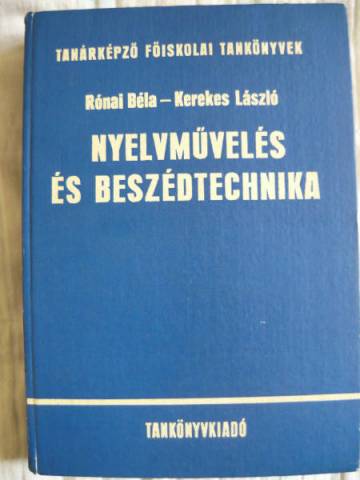 TANÁRKÉPZŐ FŐISKOLAI TANKÖNYVEK
Rónai Béla – Kerekes László
NYELVMŰVELÉS
ÉS BESZÉDTECHNIKA
TANKÖNYVKIADÓ